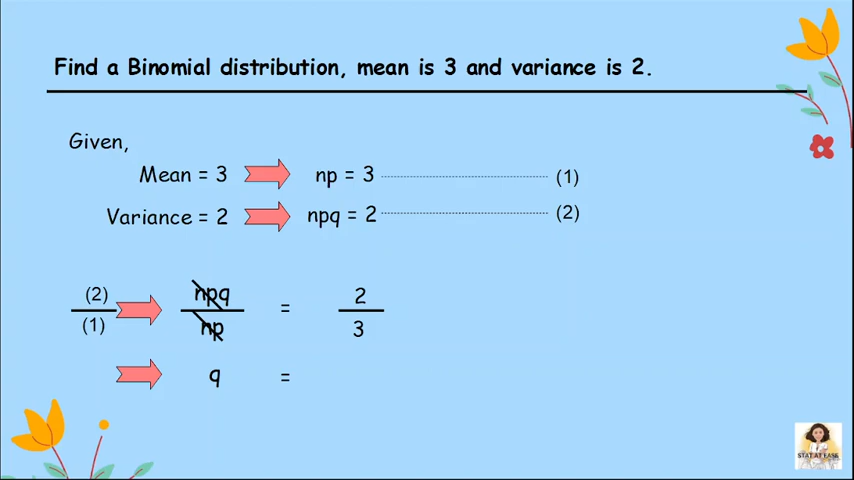 Find a Binomial distribution, mean is 3 and variance is 2.
Given,
Mean = 3 np = 3 (1)
Variance = 2 npq = 2 (2)
(2) npq = 2
(1) np 3
q =
STAT AT EASE